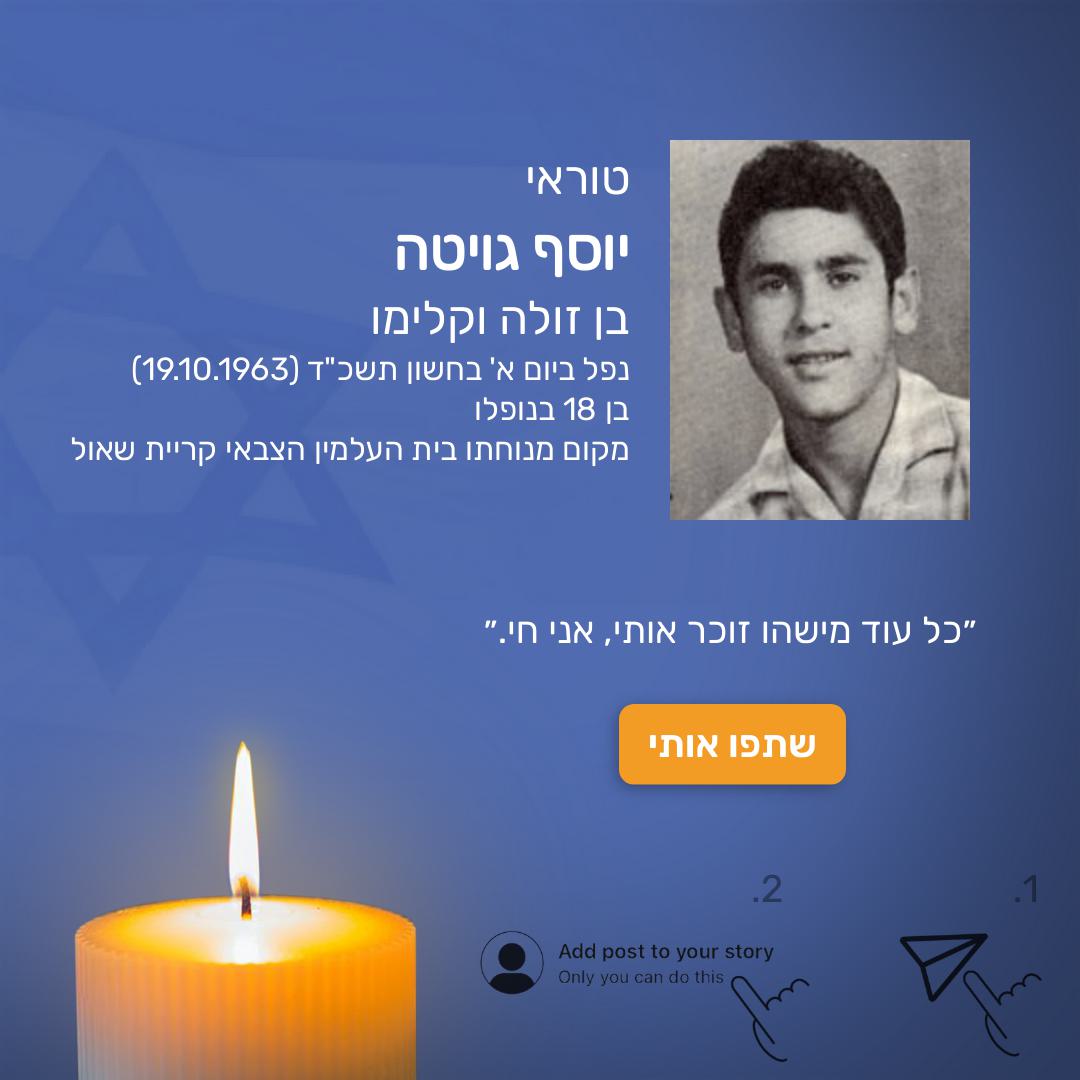 טוראי
יוסף גויטה
בן זולה וקלימו
נפל ביום א' בחשון תשכ"ד (19.10.1963)
בן 18 בנופלו
מקום מנוחתו בית העלמין הצבאי קריית שאול
״כל עוד מישהו זוכר אותי, אני חי.״
שתפו אותי
.1
.2
Add post to your story
Only you can do this